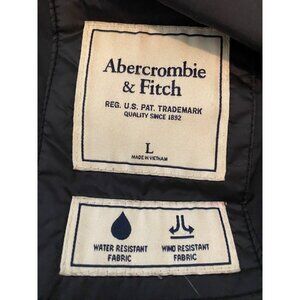 Abercrombie
& Fitch
REG. U.S. PAT. TRADEMARK
QUALITY SINCE 1892
L
MADE IN VIETNAM
WATER RESISTANT
FABRIC
WIND RESISTANT
FABRIC